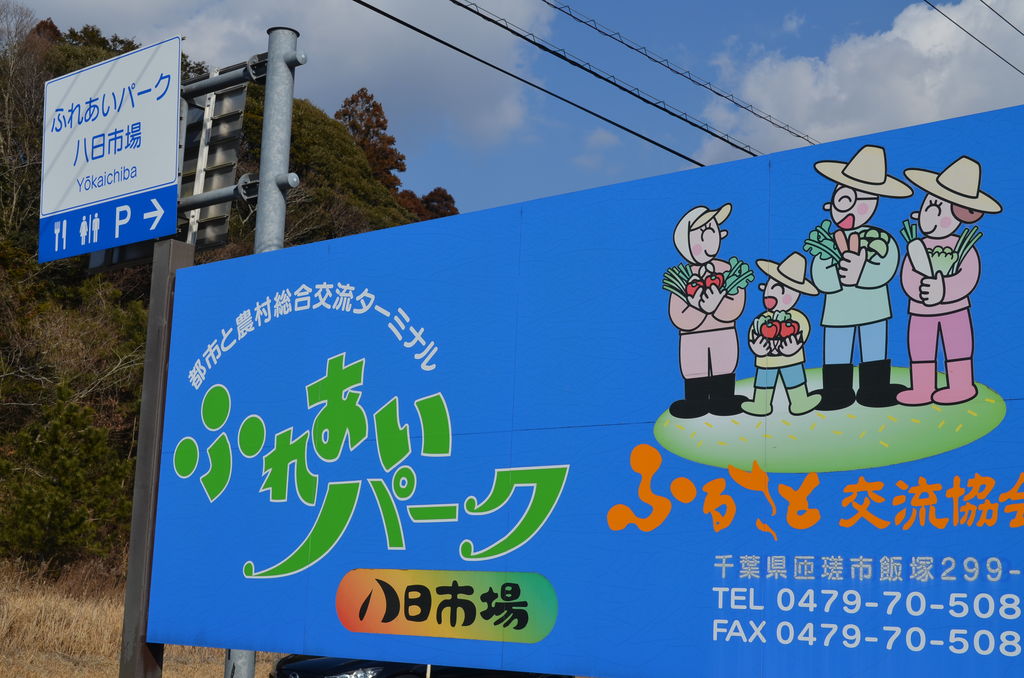 ふれあいパーク
八日市場
Yōkaichiba
P
都市と農村総合交流ターミナル
ふれあい
パーク
八日市場
ふるさと交流協会
千葉県匝瑳市飯塚299-
TEL 0479-70-508
FAX 0479-70-508